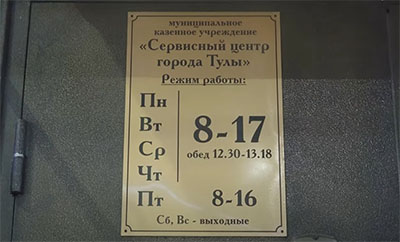 муниципальное
казенное учреждение
«Сервисный центр
города Тулы»
Режим работы:
Пн
Вт
8-17
Ср
обед 12.30-13.18
Чт
Пт 8-16
Сб, Вс - выходные